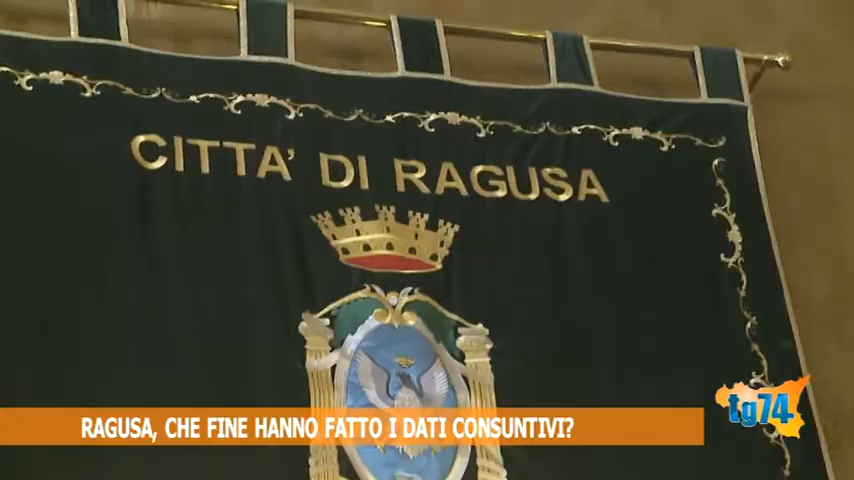 CITTA' DI RAGUSA
RAGUSA, CHE FINE HANNO FATTO I DATI CONSUNTIVI?
tg74